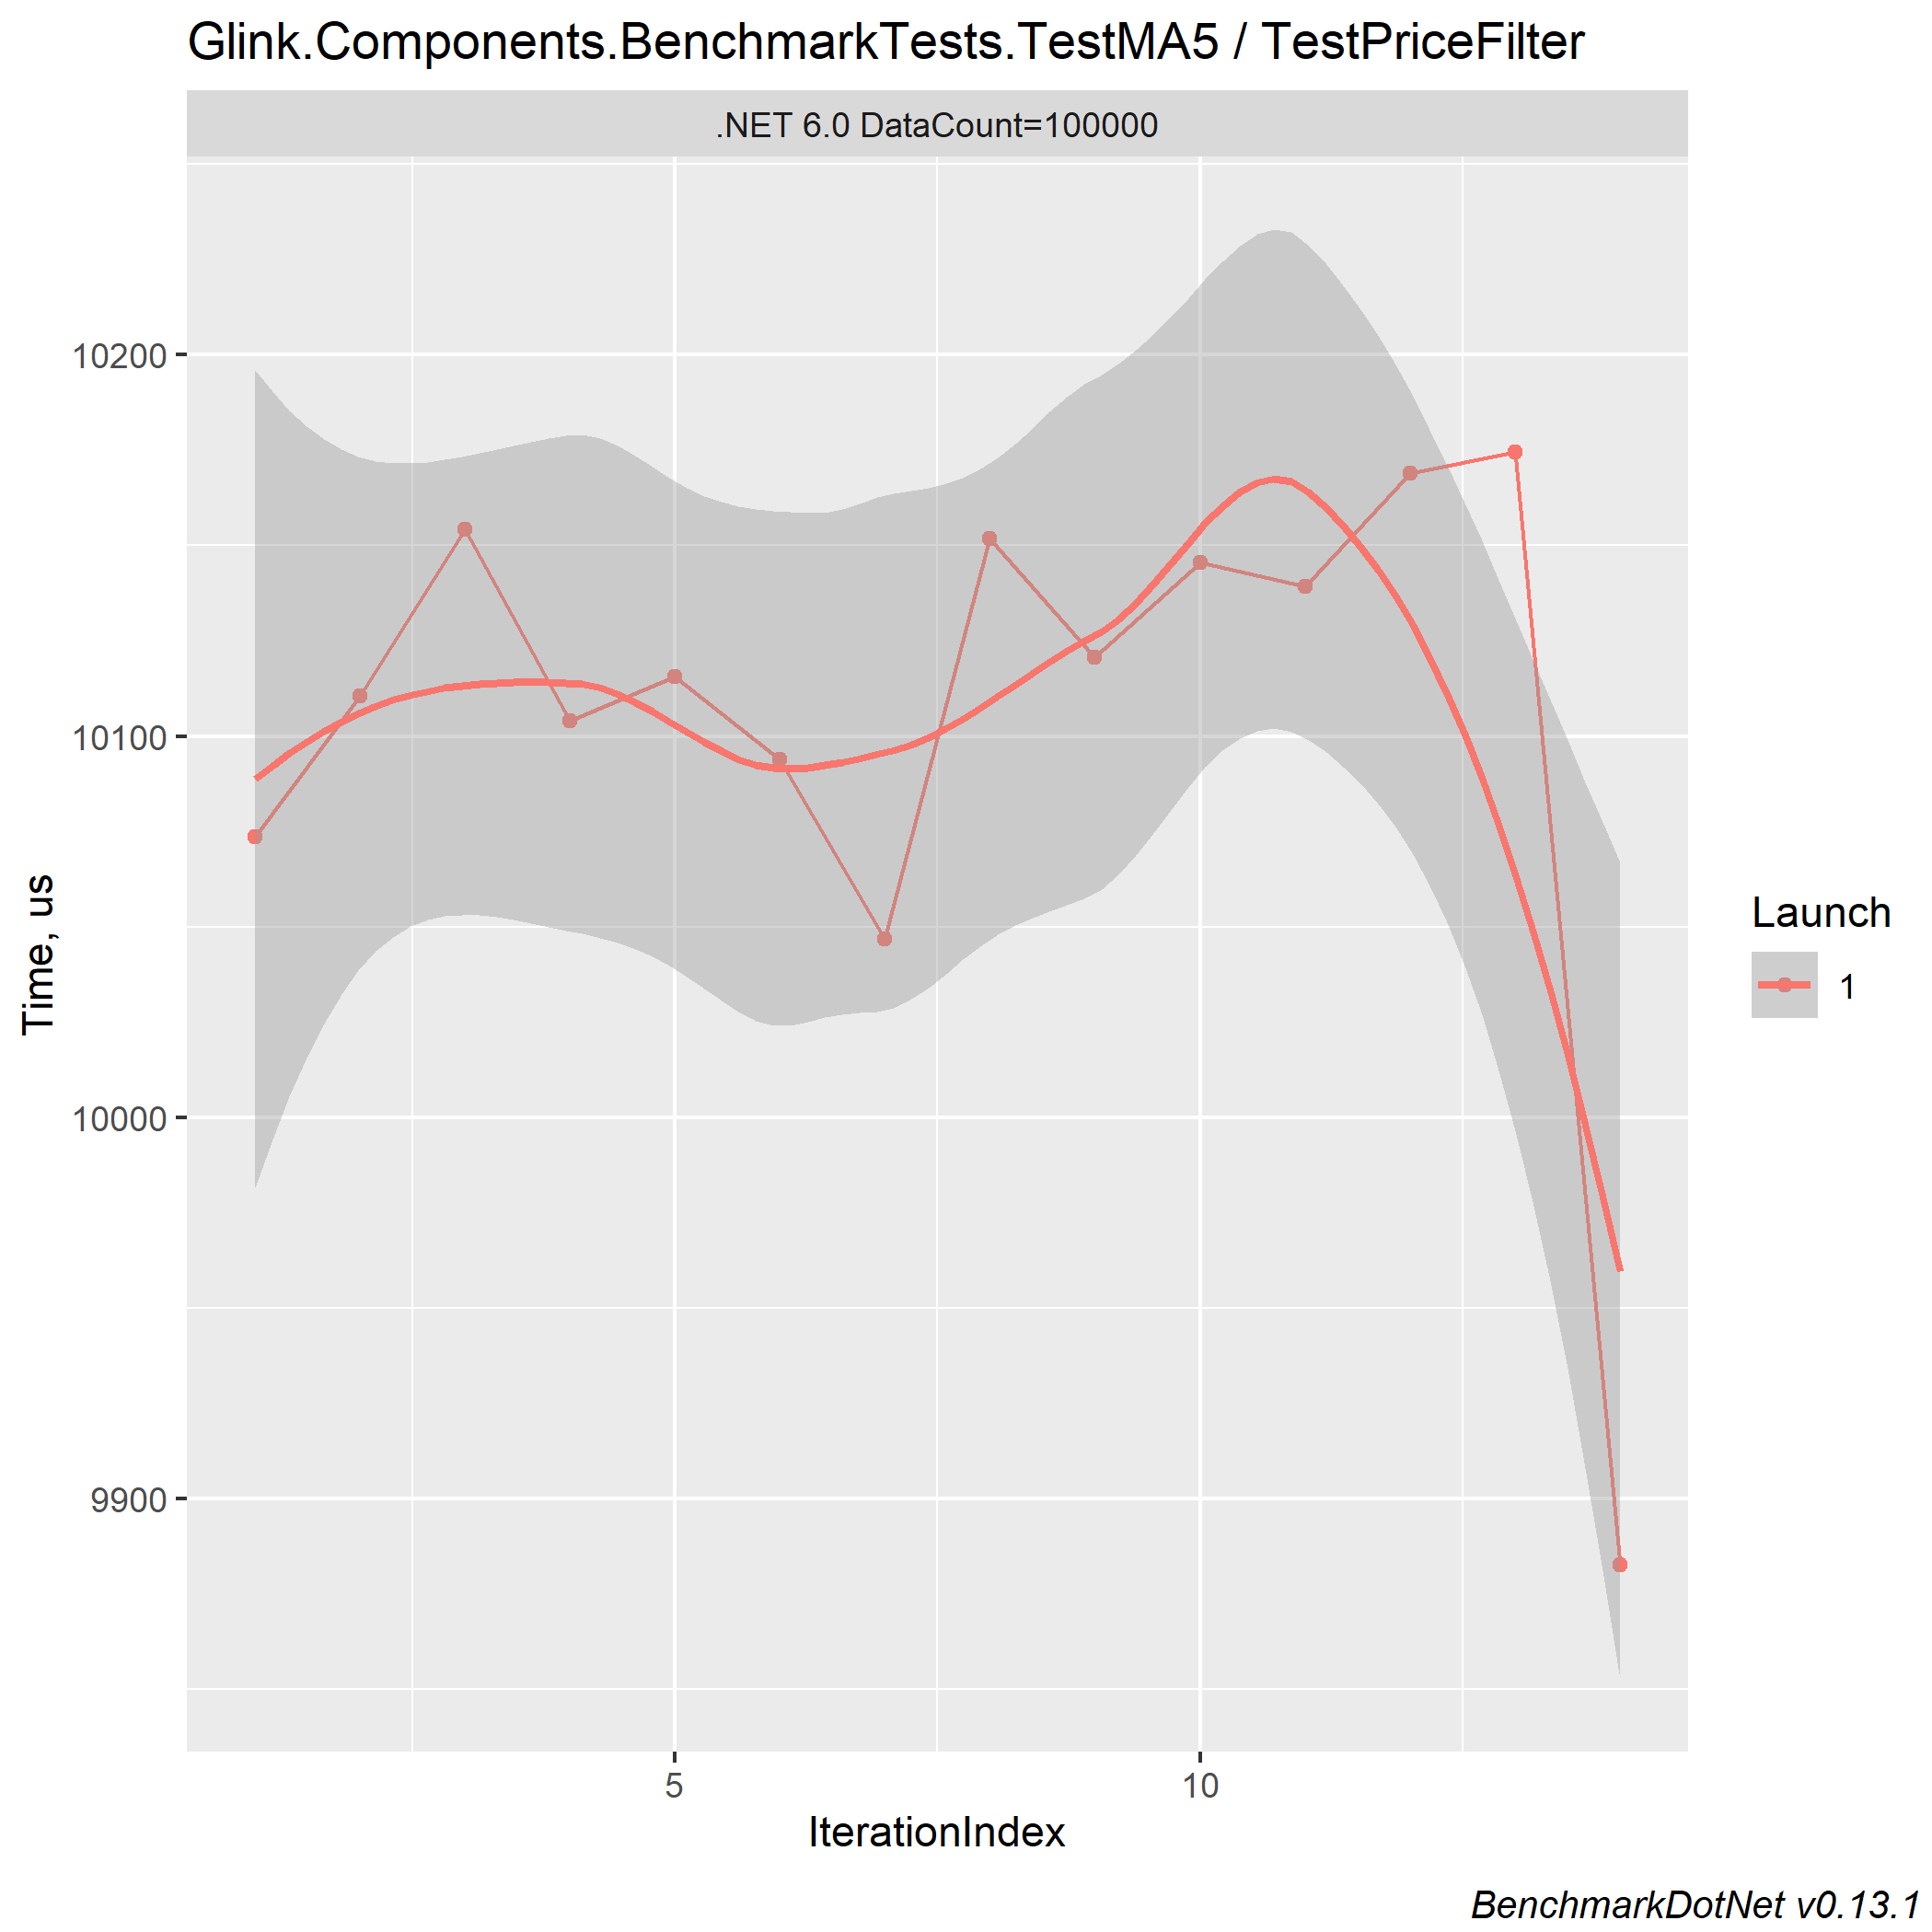 Glink.Components.BenchmarkTests.TestMA5 / TestPriceFilter
.NET 6.0 DataCount=100000
10200
10100
10000
9900
Time, us
5
10
IterationIndex
Launch
1
BenchmarkDotNet v0.13.1